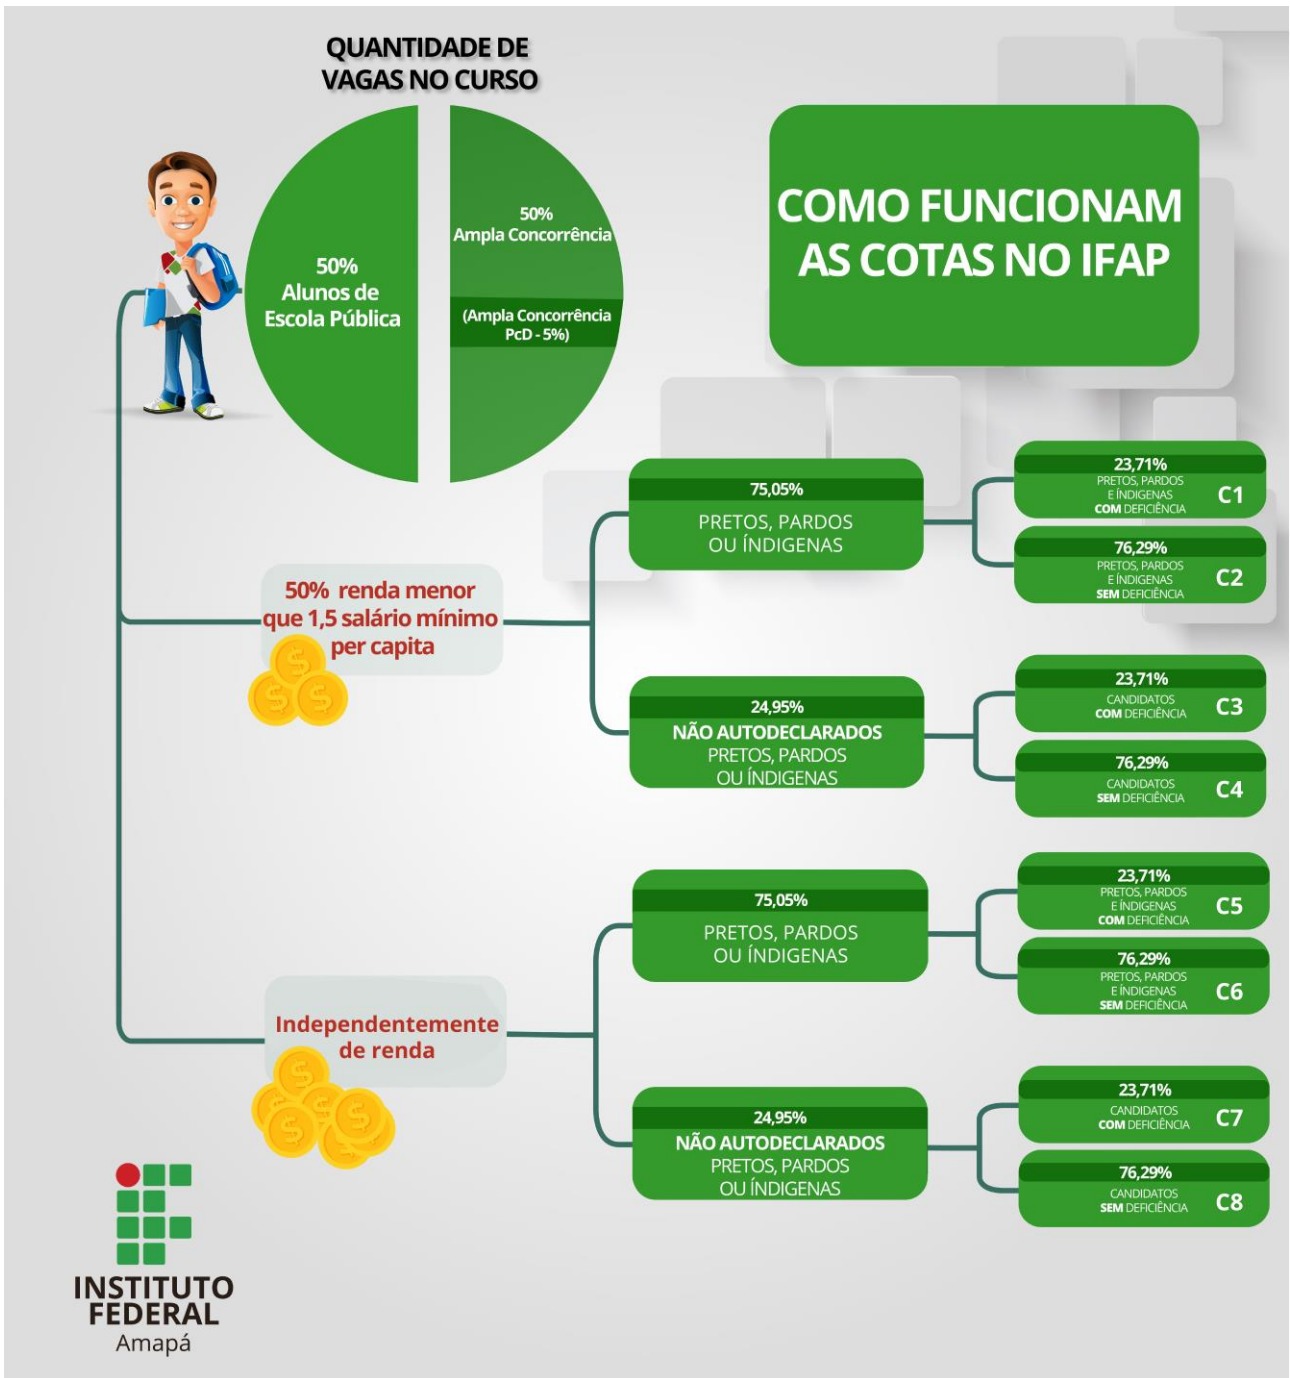 QUANTIDADE DE
VAGAS NO CURSO
50%
Alunos de
Escola Pública
50%
Ampla Concorrência
(Ampla Concorrência
PcD - 5%)
COMO FUNCIONAM
AS COTAS NO IFAP
50% renda menor
que 1,5 salário mínimo
per capita
75,05%
PRETOS, PARDOS
OU ÍNDIGENAS
23,71%
PRETOS, PARDOS
E ÍNDIGENAS
COM DEFICIÊNCIA
C1
76,29%
PRETOS, PARDOS
E ÍNDIGENAS
SEM DEFICIÊNCIA
C2
24,95%
NÃO AUTODECLARADOS
PRETOS, PARDOS
OU ÍNDIGENAS
23,71%
CANDIDATOS
COM DEFICIÊNCIA
C3
76,29%
CANDIDATOS
SEM DEFICIÊNCIA
C4
Independentemente
de renda
75,05%
PRETOS, PARDOS
OU ÍNDIGENAS
23,71%
PRETOS, PARDOS
E ÍNDIGENAS
COM DEFICIÊNCIA
C5
76,29%
PRETOS, PARDOS
E ÍNDIGENAS
SEM DEFICIÊNCIA
C6
24,95%
NÃO AUTODECLARADOS
PRETOS, PARDOS
OU ÍNDIGENAS
23,71%
CANDIDATOS
COM DEFICIÊNCIA
C7
76,29%
CANDIDATOS
SEM DEFICIÊNCIA
C8
INSTITUTO
FEDERAL
Amapá